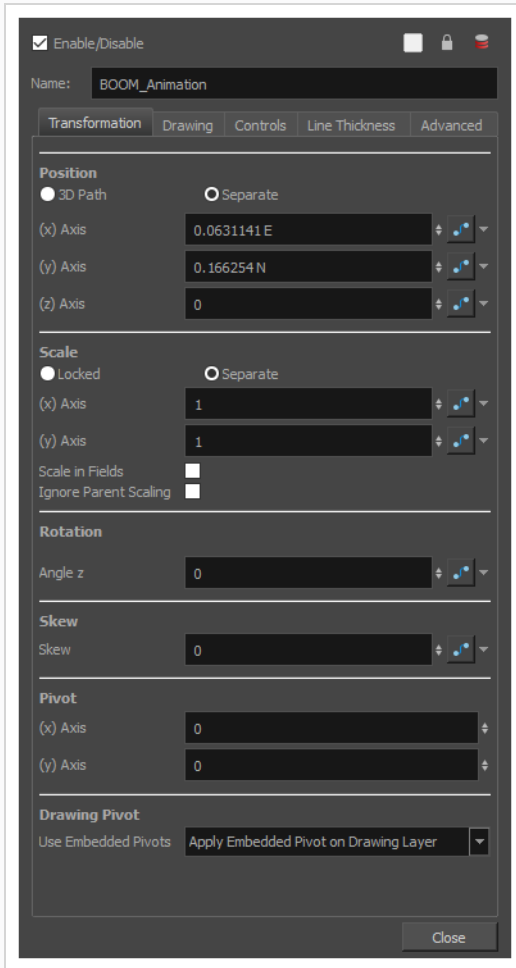 Enable/Disable
Name: BOOM_Animation
Transformation Drawing Controls Line Thickness Advanced
Position
3D Path Separate
(x) Axis 0.0631141 E
(y) Axis 0.166254 N
(z) Axis 0
Scale
Locked Separate
(x) Axis 1
(y) Axis 1
Scale in Fields
Ignore Parent Scaling
Rotation
Angle z 0
Skew
Skew 0
Pivot
(x) Axis 0
(y) Axis 0
Drawing Pivot
Use Embedded Pivots Apply Embedded Pivot on Drawing Layer
Close